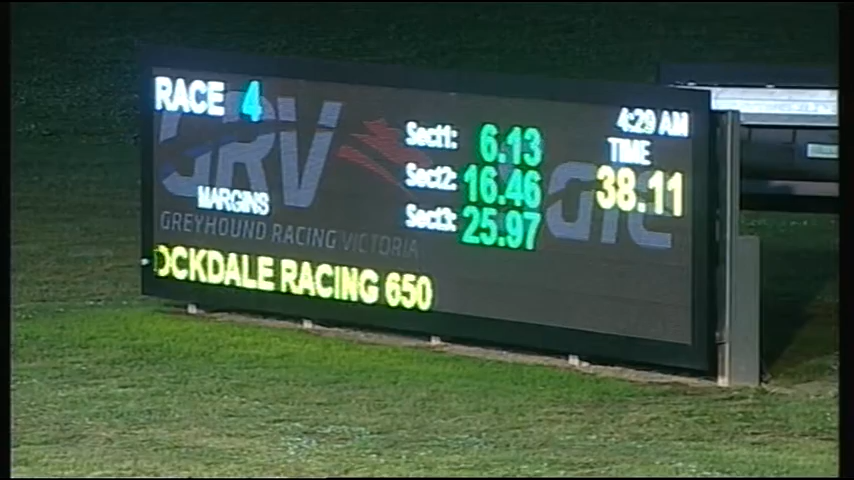 RACE 4
4:29 AM
Sect1: 6.13
TIME
GRV
Sect2: 16.46
38.11
MARGINS
Sect3: 25.97
GREYHOUND RACING VICTORIA
OCKDALE RACING 650